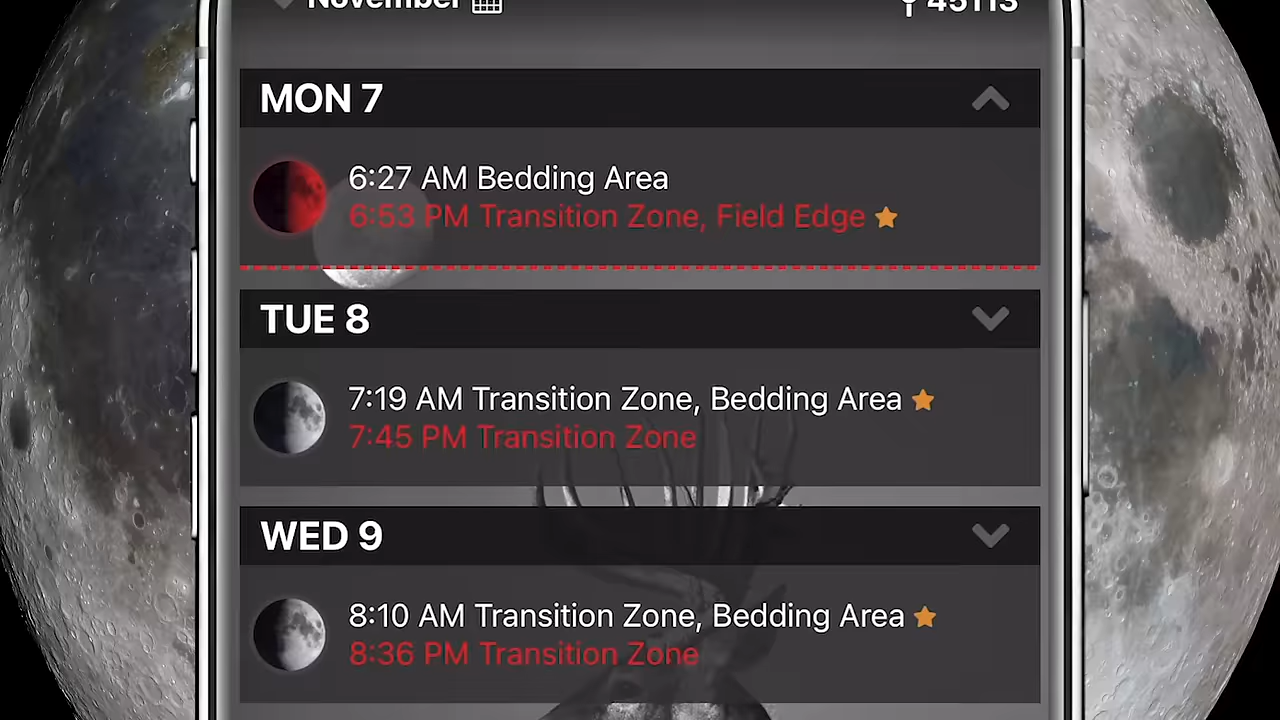 November
45113
MON 7
6:27 AM Bedding Area
6:53 PM Transition Zone, Field Edge
TUE 8
7:19 AM Transition Zone, Bedding Area
7:45 PM Transition Zone
WED 9
8:10 AM Transition Zone, Bedding Area
8:36 PM Transition Zone